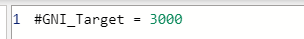 1 #GNI_Target = 3000